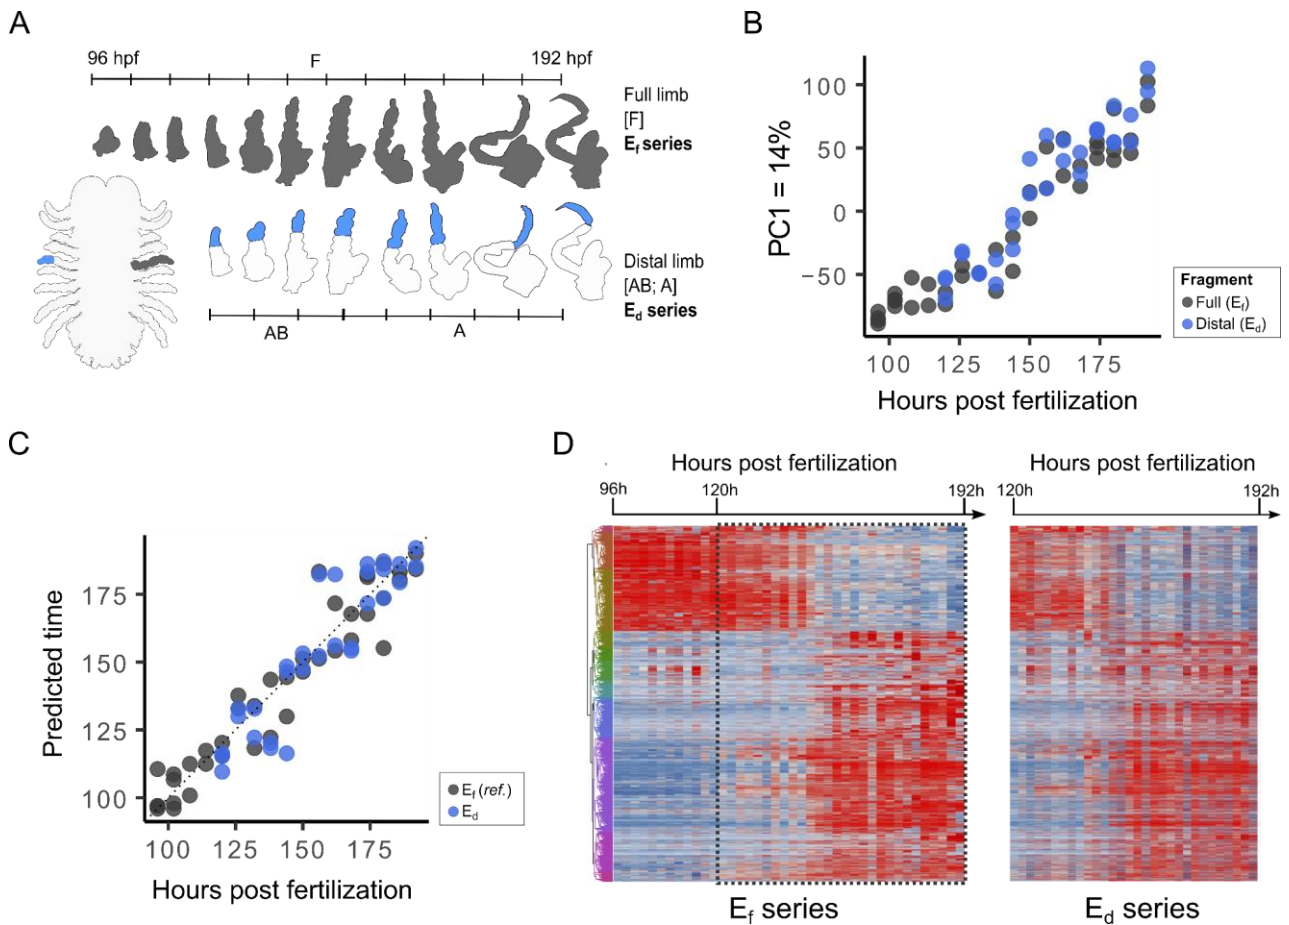 A
96 hpf
F
192 hpf
Full limb
[F]
Ef series
Distal limb
[AB; A]
Ed series
AB
A
B
PC1 = 14%
100
50
0
−50
100
125
150
175
Hours post fertilization
Fragment
Full (Ef)
Distal (Ed)
C
Predicted time
175
150
125
100
100
125
150
175
Hours post fertilization
Ef (ref.)
Ed
D
Hours post fertilization
96h
120h
192h
Ef series
Hours post fertilization
120h
192h
Ed series